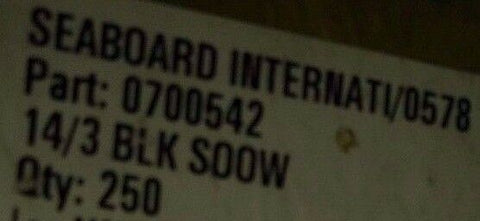 SEABOARD INTERNATI/0578
Part: 0700542
14/3 BLK SOOW
Qty: 250